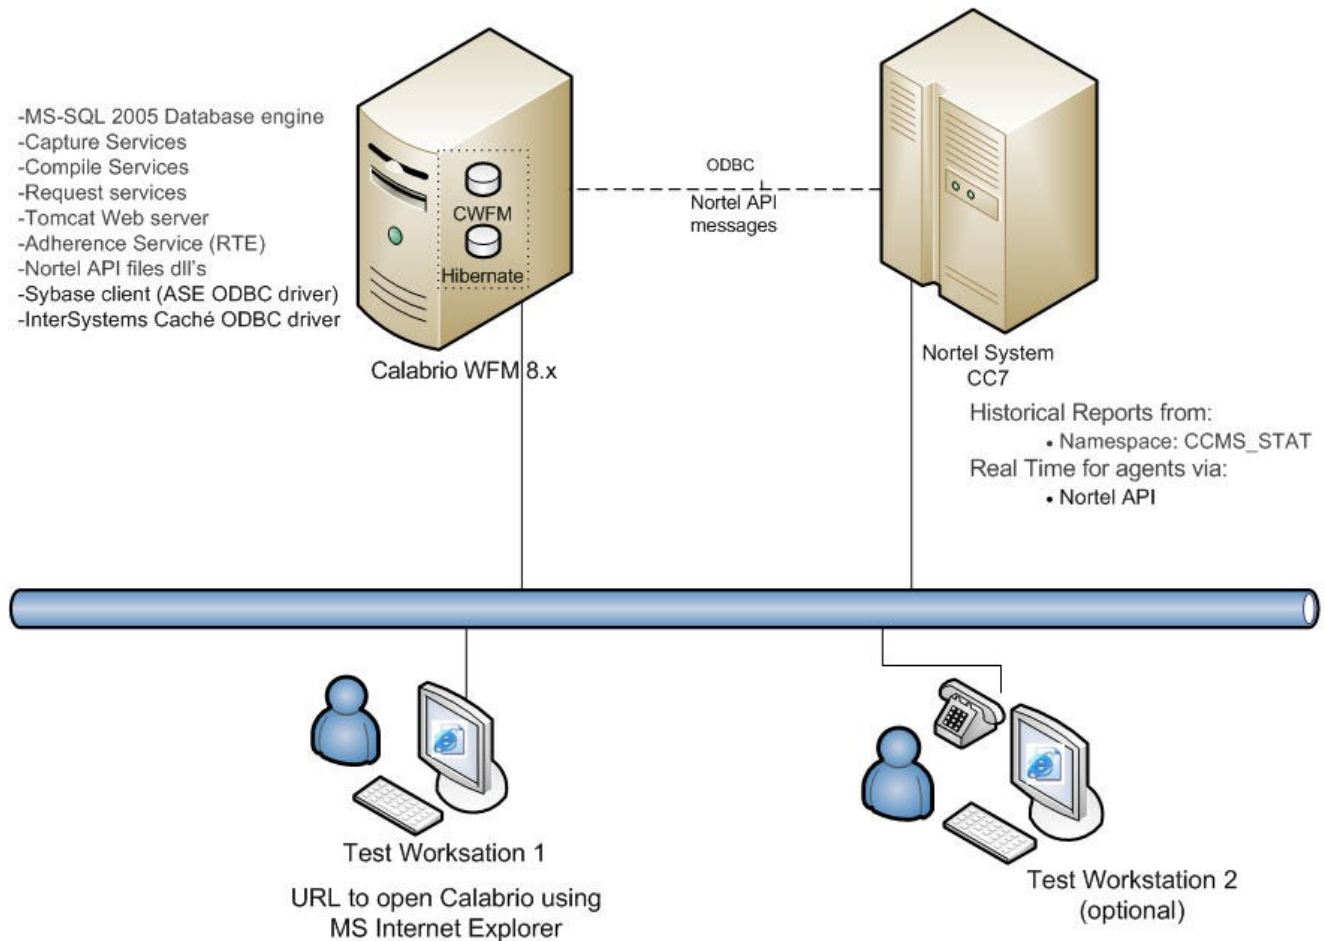 -MS-SQL 2005 Database engine
-Capture Services
-Compile Services
-Request services
-Tomcat Web server
-Adherence Service (RTE)
-Nortel API files dll's
-Sybase client (ASE ODBC driver)
-InterSystems Caché ODBC driver
CWFM
Hibernate
Calabrio WFM 8.x
ODBC
Nortel API
messages
Nortel System
CC7
Historical Reports from:
• Namespace: CCMS_STAT
Real Time for agents via:
• Nortel API
Test Worksation 1
URL to open Calabrio using
MS Internet Explorer
Test Workstation 2
(optional)